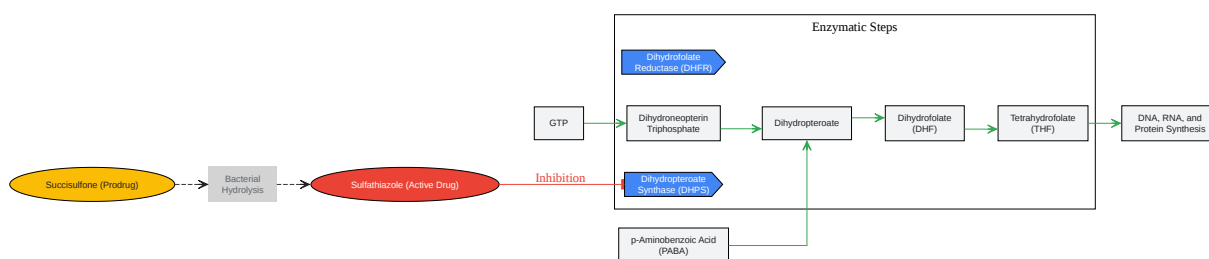 Enzymatic Steps
Dihydrofolate
Reductase (DHFR)
GTP
Dihydroneopterin
Triphosphate
Dihydropteroate
Dihydrofolate
(DHF)
Tetrahydrofolate
(THF)
DNA, RNA, and
Protein Synthesis
Succisulfone (Prodrug)
Bacterial
Hydrolysis
Sulfathiazole (Active Drug)
Inhibition
Dihydropteroate
Synthase (DHPS)
p-Aminobenzoic Acid
(PABA)